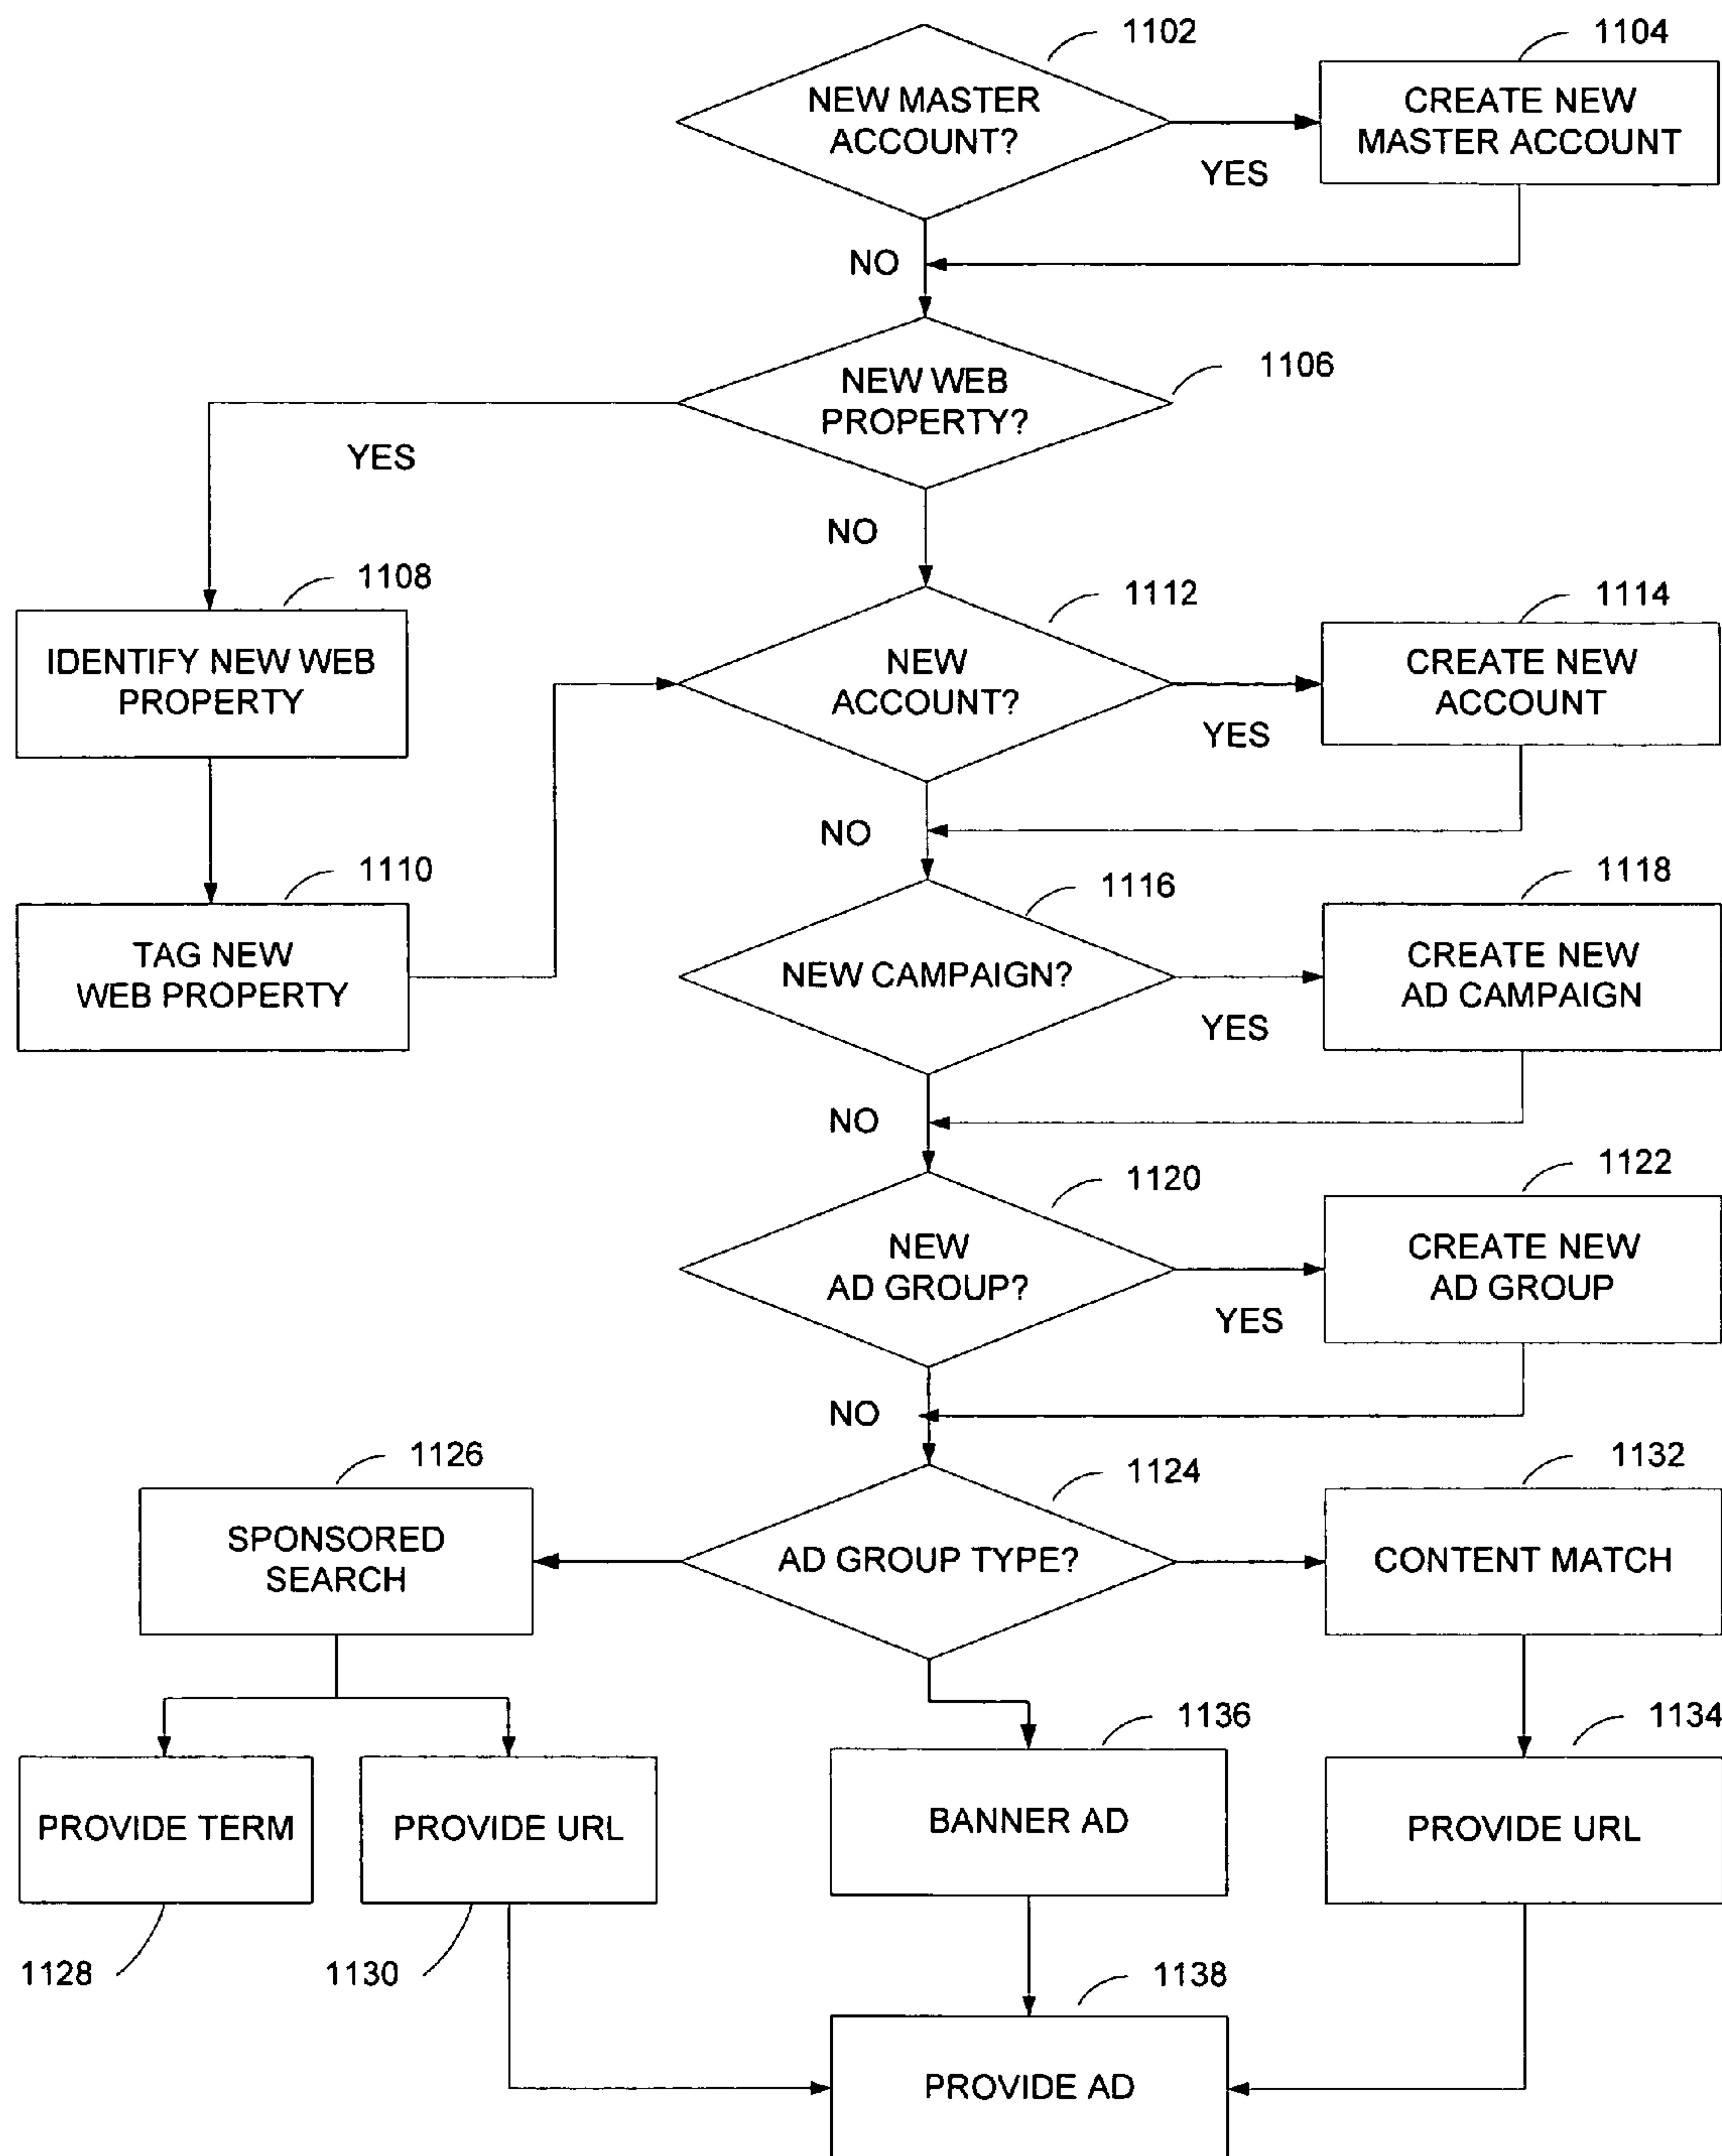 1102
1104
NEW MASTER
ACCOUNT?
CREATE NEW
MASTER ACCOUNT
YES
NO
1106
NEW WEB
PROPERTY?
YES
NO
1108
IDENTIFY NEW WEB
PROPERTY
1112
1114
NEW
ACCOUNT?
CREATE NEW
ACCOUNT
YES
NO
1110
TAG NEW
WEB PROPERTY
1116
1118
NEW CAMPAIGN?
CREATE NEW
AD CAMPAIGN
YES
NO
1120
1122
NEW
AD GROUP?
CREATE NEW
AD GROUP
YES
NO
1126
1124
1132
SPONSORED
SEARCH
AD GROUP TYPE?
CONTENT MATCH
1136
1134
PROVIDE TERM
PROVIDE URL
BANNER AD
PROVIDE URL
1128
1130
1138
PROVIDE AD